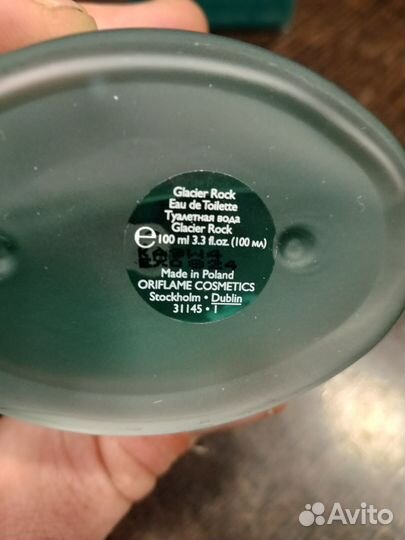 Glacier Rock
Eau de Toilette
Туалетная вода
Glacier Rock
℮100 ml 3.3 fl.oz. (100 мл)
Made in Poland
ORIFLAME COSMETICS
Stockholm • Dublin
31145 • 1
Avito